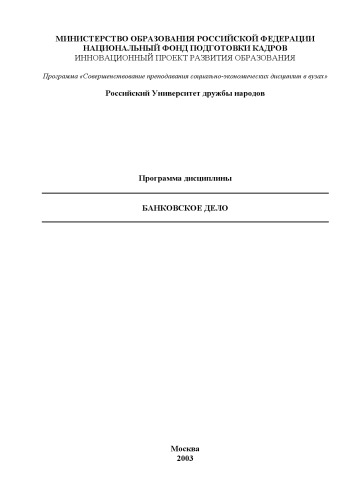 МИНИСТЕРСТВО ОБРАЗОВАНИЯ РОССИЙСКОЙ ФЕДЕРАЦИИ
НАЦИОНАЛЬНЫЙ ФОНД ПОДГОТОВКИ КАДРОВ
ИННОВАЦИОННЫЙ ПРОЕКТ РАЗВИТИЯ ОБРАЗОВАНИЯ
Программа «Совершенствование преподавания социально-экономических дисциплин в вузах»
Российский Университет дружбы народов
Программа дисциплины
БАНКОВСКОЕ ДЕЛО
Москва
2003